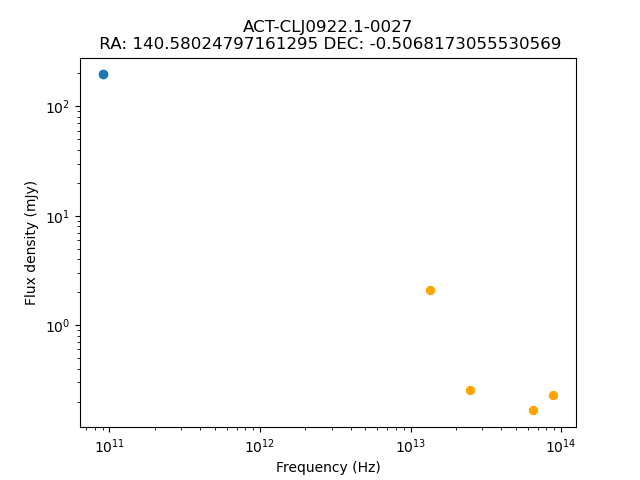 ACT-CLJ0922.1-0027
RA: 140.58024797161295 DEC: -0.5068173055530569
Flux density (mJy)
10²
10¹
10⁰
10¹¹ 10¹² 10¹³ 10¹⁴
Frequency (Hz)